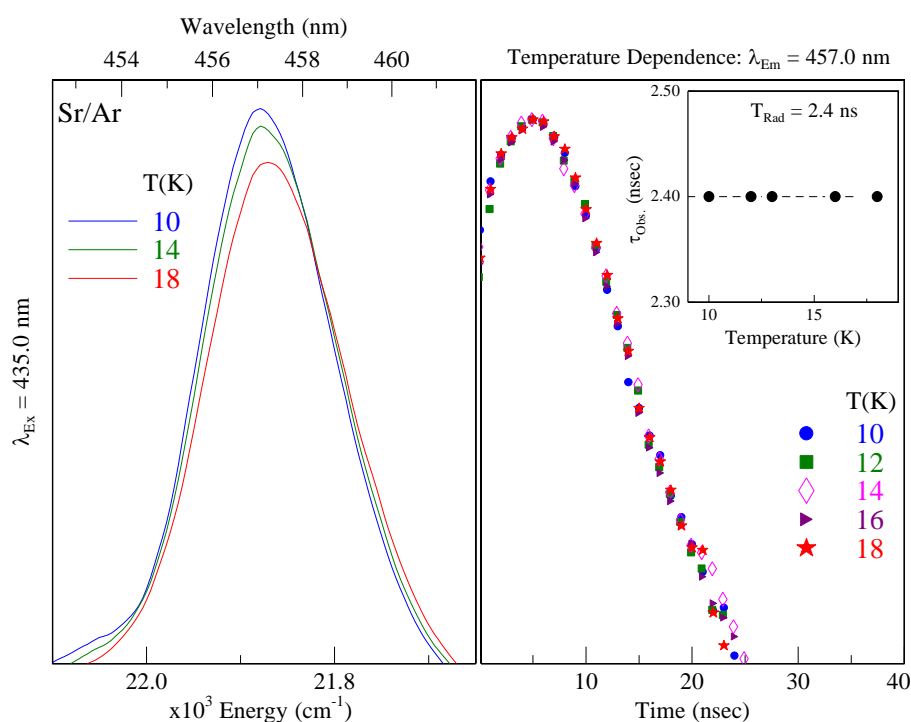 Wavelength (nm)
454 456 458 460
Temperature Dependence: λEm = 457.0 nm
Sr/Ar
T(K)
10
14
18
λEx = 435.0 nm
22.0 21.8
x10³ Energy (cm⁻¹)
2.50
2.40
2.30
τObs. (nsec)
TRad = 2.4 ns
10 15
Temperature (K)
T(K)
10
12
14
16
18
10 20 30 40
Time (nsec)